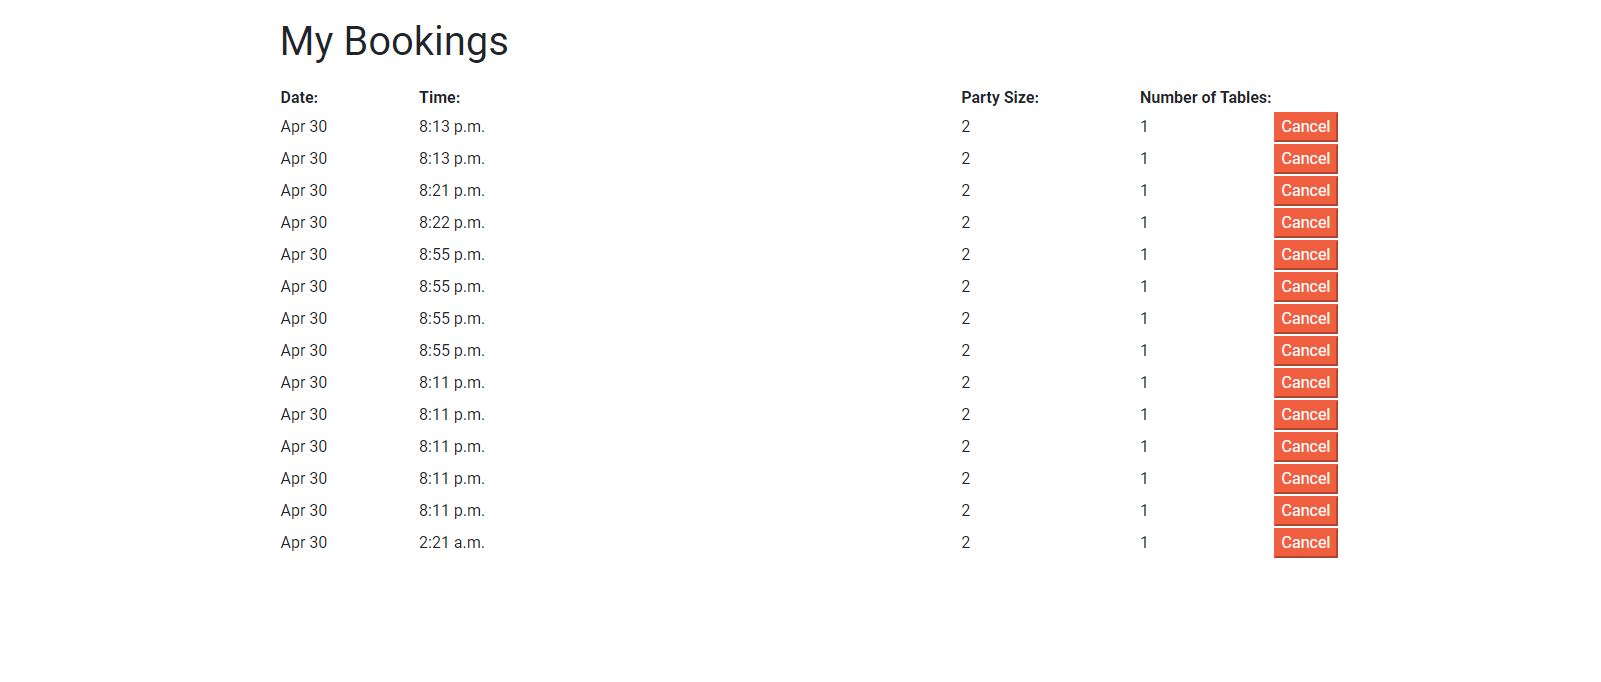 My Bookings
Date: Time: Party Size: Number of Tables:
Apr 30 8:13 p.m. 2 1 Cancel
Apr 30 8:13 p.m. 2 1 Cancel
Apr 30 8:21 p.m. 2 1 Cancel
Apr 30 8:22 p.m. 2 1 Cancel
Apr 30 8:55 p.m. 2 1 Cancel
Apr 30 8:55 p.m. 2 1 Cancel
Apr 30 8:55 p.m. 2 1 Cancel
Apr 30 8:55 p.m. 2 1 Cancel
Apr 30 8:11 p.m. 2 1 Cancel
Apr 30 8:11 p.m. 2 1 Cancel
Apr 30 8:11 p.m. 2 1 Cancel
Apr 30 8:11 p.m. 2 1 Cancel
Apr 30 8:11 p.m. 2 1 Cancel
Apr 30 2:21 a.m. 2 1 Cancel